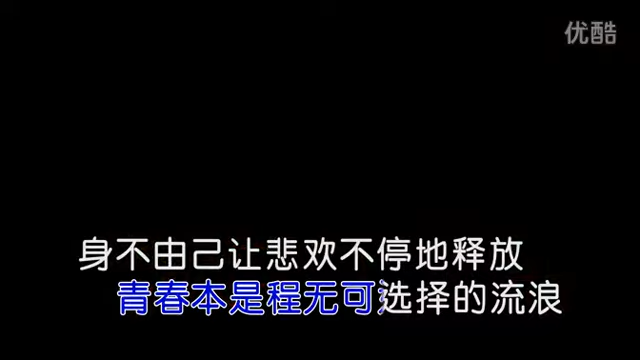 优酷
身不由己让悲欢不停地释放
青春本是程无可选择的流浪